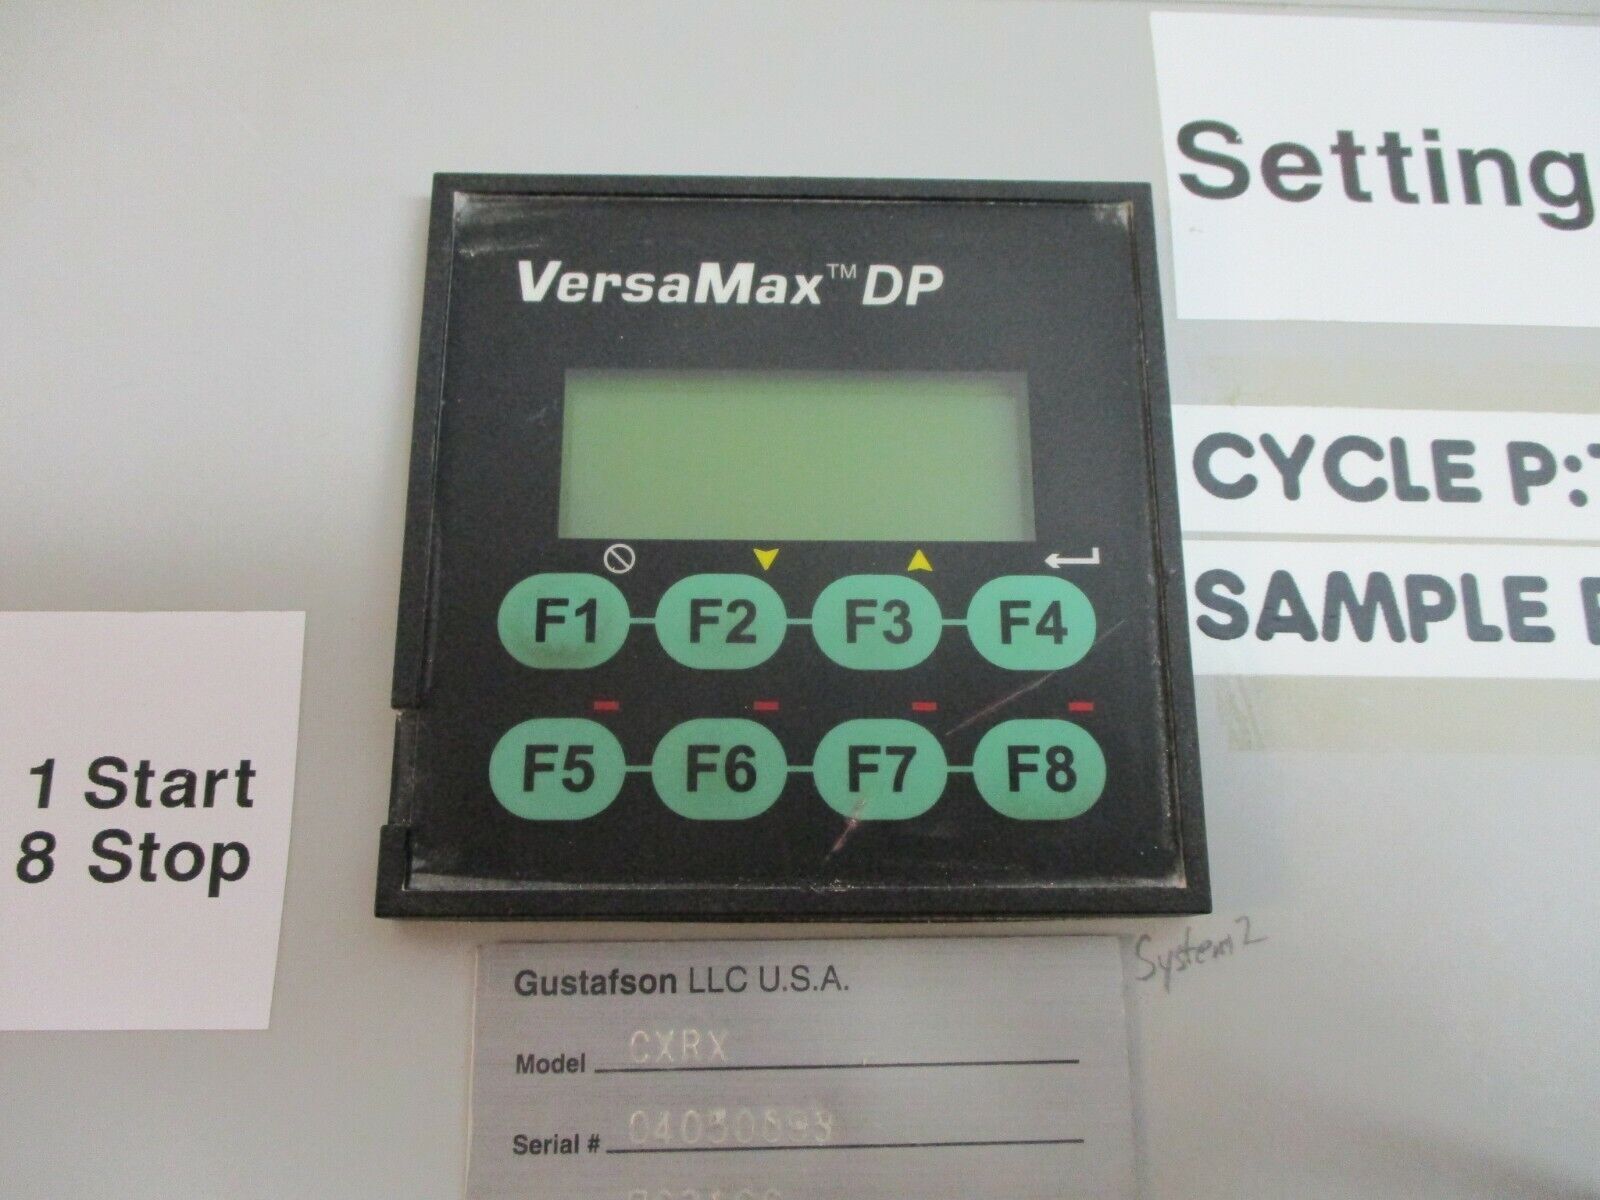 Setting
CYCLE P:
SAMPLE
VersaMax™ DP
F1 F2 F3 F4
F5 F6 F7 F8
1 Start
8 Stop
System 2
Gustafson LLC U.S.A.
Model CXRX
Serial #